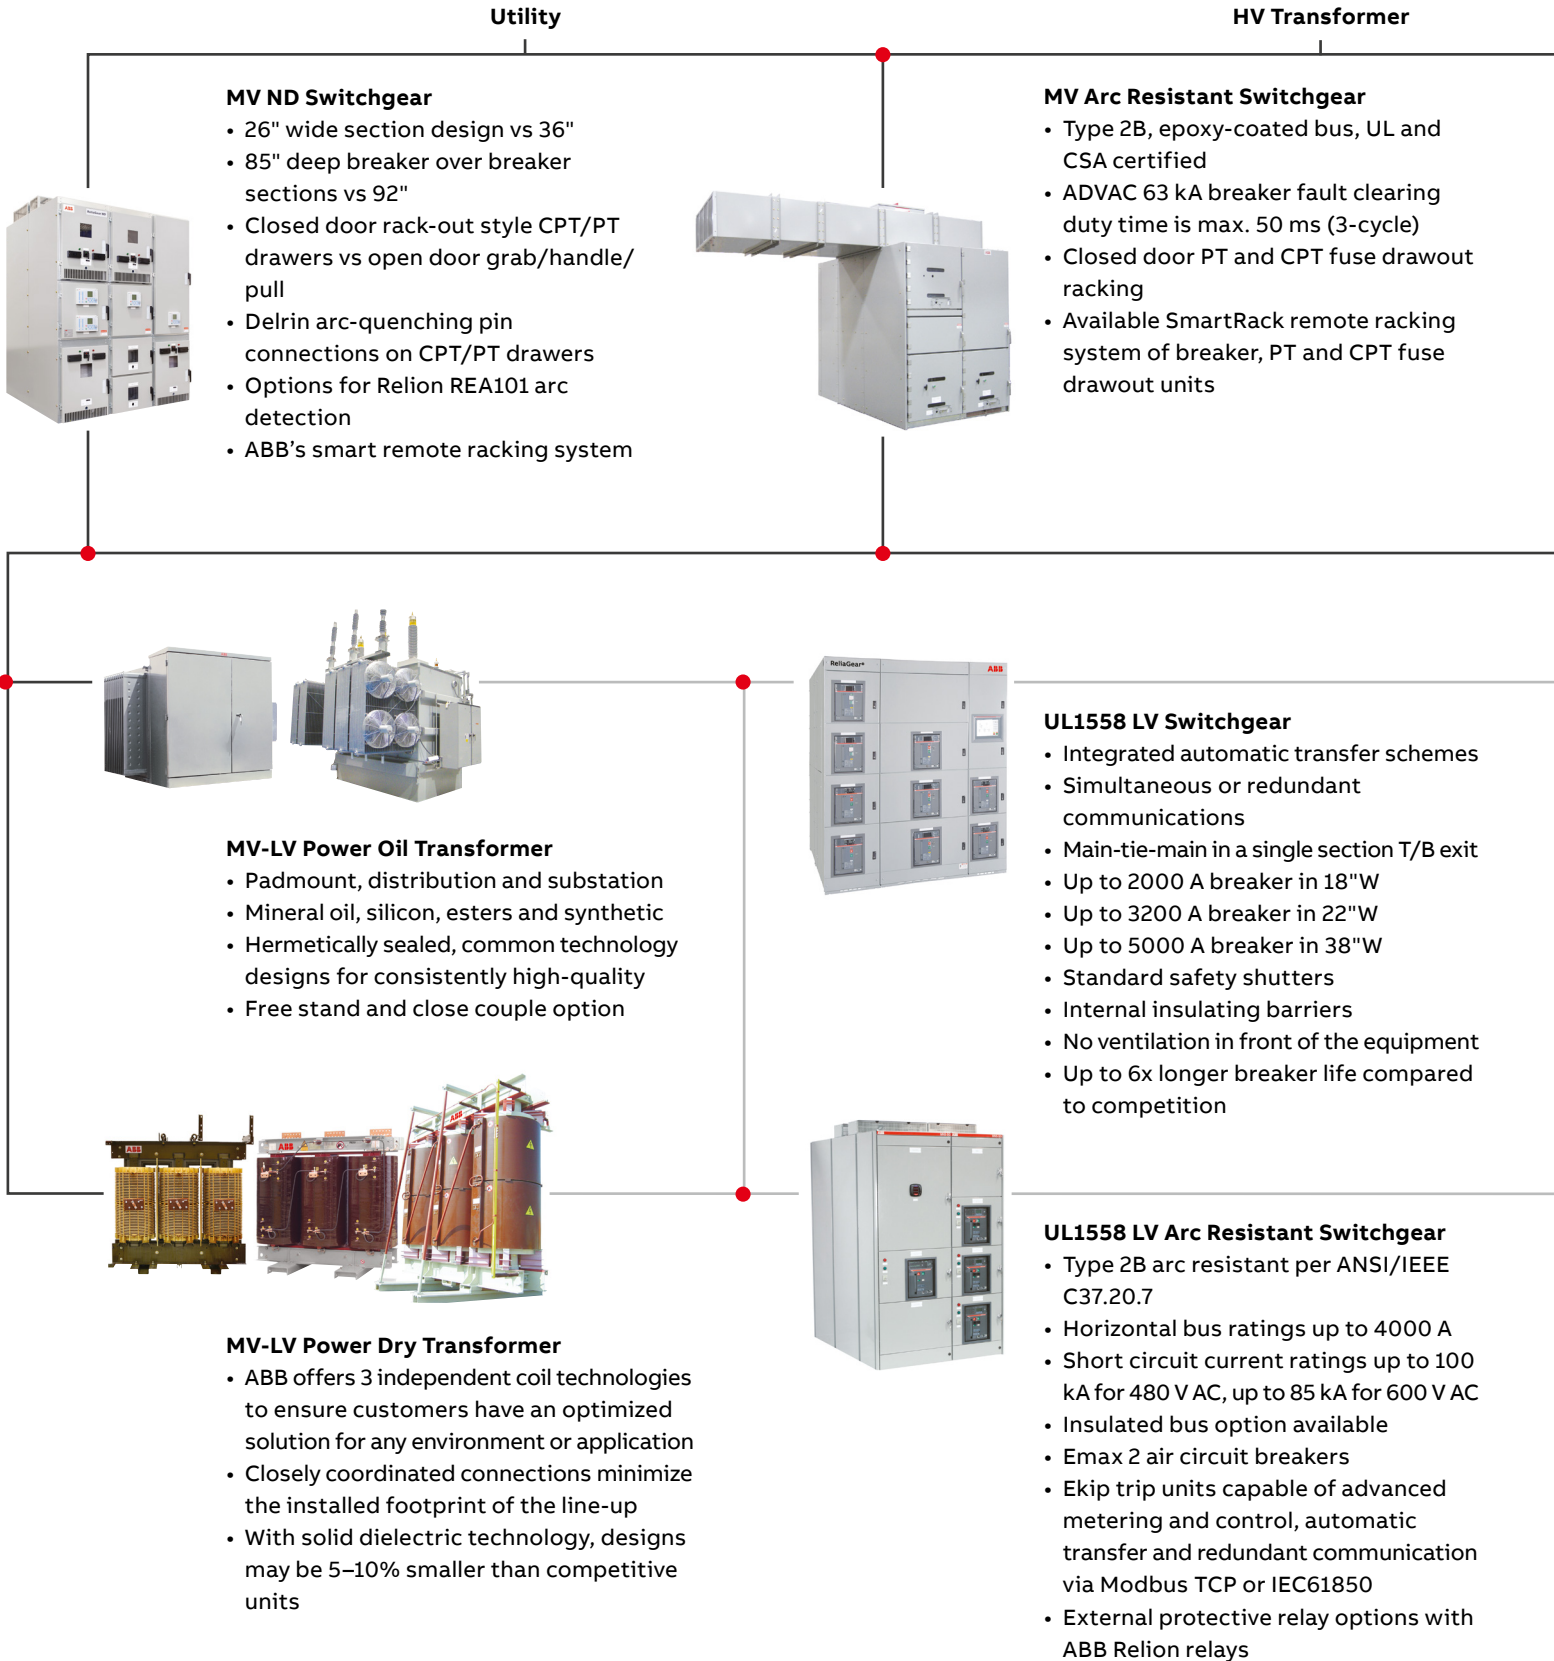 Utility
HV Transformer
MV ND Switchgear
• 26" wide section design vs 36"
• 85" deep breaker over breaker
sections vs 92"
• Closed door rack-out style CPT/PT
drawers vs open door grab/handle/
pull
• Delrin arc-quenching pin
connections on CPT/PT drawers
• Options for Relion REA101 arc
detection
• ABB's smart remote racking system
MV Arc Resistant Switchgear
• Type 2B, epoxy-coated bus, UL and
CSA certified
• ADVAC 63 kA breaker fault clearing
duty time is max. 50 ms (3-cycle)
• Closed door PT and CPT fuse drawout
racking
• Available SmartRack remote racking
system of breaker, PT and CPT fuse
drawout units
MV-LV Power Oil Transformer
• Padmount, distribution and substation
• Mineral oil, silicon, esters and synthetic
• Hermetically sealed, common technology
designs for consistently high-quality
• Free stand and close couple option
ReliaGear®
ABB
UL1558 LV Switchgear
• Integrated automatic transfer schemes
• Simultaneous or redundant
communications
• Main-tie-main in a single section T/B exit
• Up to 2000 A breaker in 18"W
• Up to 3200 A breaker in 22"W
• Up to 5000 A breaker in 38"W
• Standard safety shutters
• Internal insulating barriers
• No ventilation in front of the equipment
• Up to 6x longer breaker life compared
to competition
ABB
ABB
ABB
MV-LV Power Dry Transformer
• ABB offers 3 independent coil technologies
to ensure customers have an optimized
solution for any environment or application
• Closely coordinated connections minimize
the installed footprint of the line-up
• With solid dielectric technology, designs
may be 5–10% smaller than competitive
units
UL1558 LV Arc Resistant Switchgear
• Type 2B arc resistant per ANSI/IEEE
C37.20.7
• Horizontal bus ratings up to 4000 A
• Short circuit current ratings up to 100
kA for 480 V AC, up to 85 kA for 600 V AC
• Insulated bus option available
• Emax 2 air circuit breakers
• Ekip trip units capable of advanced
metering and control, automatic
transfer and redundant communication
via Modbus TCP or IEC61850
• External protective relay options with
ABB Relion relays